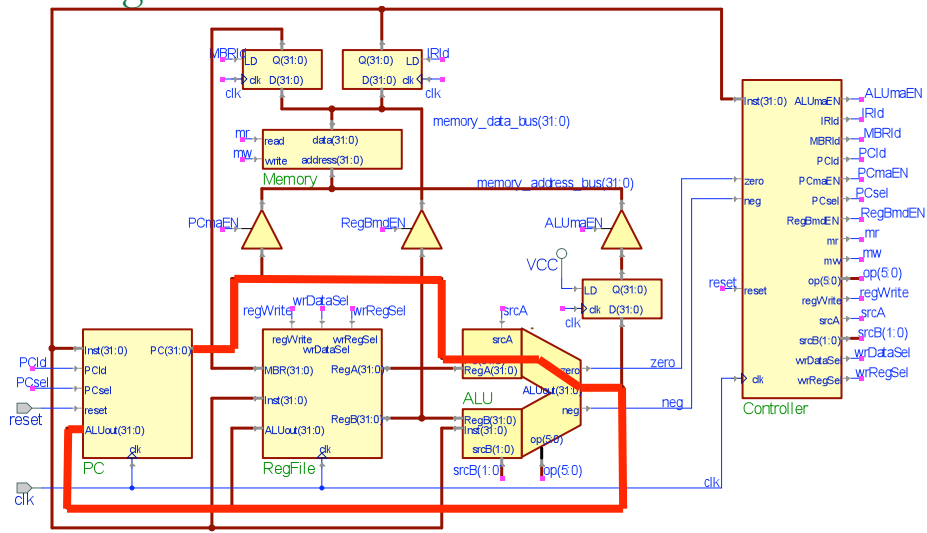 g
MBRld
LD
Q(31:0)
clk
D(31:0)
clk
Q(31:0)
LD
IRld
D(31:0)
clk
clk
memory_data_bus(31:0)
mr
read
data(31:0)
mw
write
address(31:0)
Memory
memory_address_bus(31:0)
PCmaEN
RegBmdEN
ALUmaEN
VCC
LD
Q(31:0)
clk
D(31:0)
clk
regWrite
wrDataSel
wrRegSel
regWrite
wrRegSel
wrDataSel
MBR(31:0)
RegA(31:0)
Inst(31:0)
RegB(31:0)
ALUout(31:0)
clk
RegFile
Inst(31:0)
PC(31:0)
PCld
PCld
PCsel
PCsel
reset
reset
ALUout(31:0)
clk
PC
clk
srcA
srcA
RegA(31:0)
zero
zero
ALU
ALUout(31:0)
RegB(31:0)
Inst(31:0)
neg
neg
srcB(1:0)
op(5:0)
srcB(1:0)
op(5:0)
clk
Inst(31:0)
ALUmaEN
ALUmaEN
IRld
IRld
MBRld
MBRld
PCld
PCld
zero
PCmaEN
PCmaEN
neg
PCsel
PCsel
RegBmdEN
RegBmdEN
mr
mr
mw
mw
reset
reset
op(5:0)
op(5:0)
regWrite
regWrite
srcA
srcA
srcB(1:0)
srcB(1:0)
wrDataSe
wrDataSel
clk
wrRegSe
wrRegSel
Controller